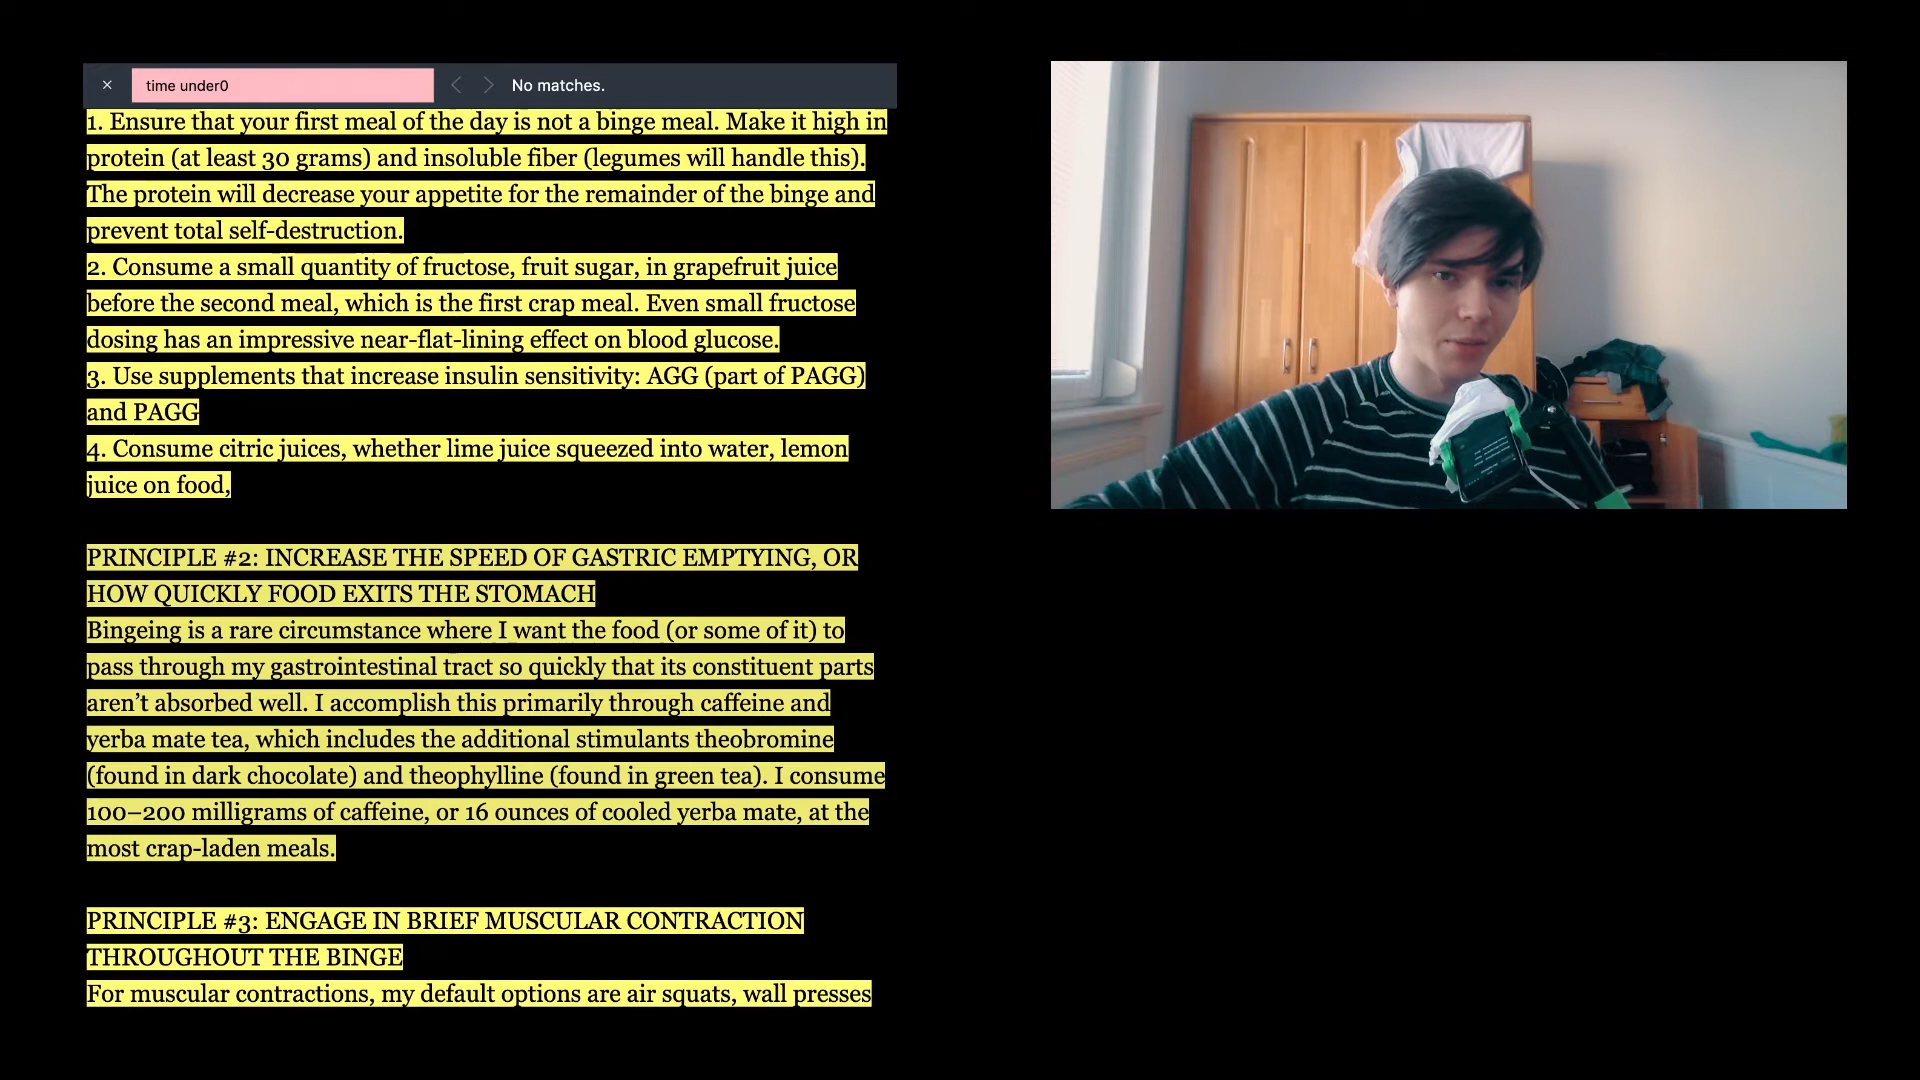 time under0
No matches.
1. Ensure that your first meal of the day is not a binge meal. Make it high in
protein (at least 30 grams) and insoluble fiber (legumes will handle this).
The protein will decrease your appetite for the remainder of the binge and
prevent total self-destruction.
2. Consume a small quantity of fructose, fruit sugar, in grapefruit juice
before the second meal, which is the first crap meal. Even small fructose
dosing has an impressive near-flat-lining effect on blood glucose.
3. Use supplements that increase insulin sensitivity: AGG (part of PAGG)
and PAGG
4. Consume citric juices, whether lime juice squeezed into water, lemon
juice on food,
PRINCIPLE #2: INCREASE THE SPEED OF GASTRIC EMPTYING, OR
HOW QUICKLY FOOD EXITS THE STOMACH
Bingeing is a rare circumstance where I want the food (or some of it) to
pass through my gastrointestinal tract so quickly that its constituent parts
aren’t absorbed well. I accomplish this primarily through caffeine and
yerba mate tea, which includes the additional stimulants theobromine
(found in dark chocolate) and theophylline (found in green tea). I consume
100–200 milligrams of caffeine, or 16 ounces of cooled yerba mate, at the
most crap-laden meals.
PRINCIPLE #3: ENGAGE IN BRIEF MUSCULAR CONTRACTION
THROUGHOUT THE BINGE
For muscular contractions, my default options are air squats, wall presses